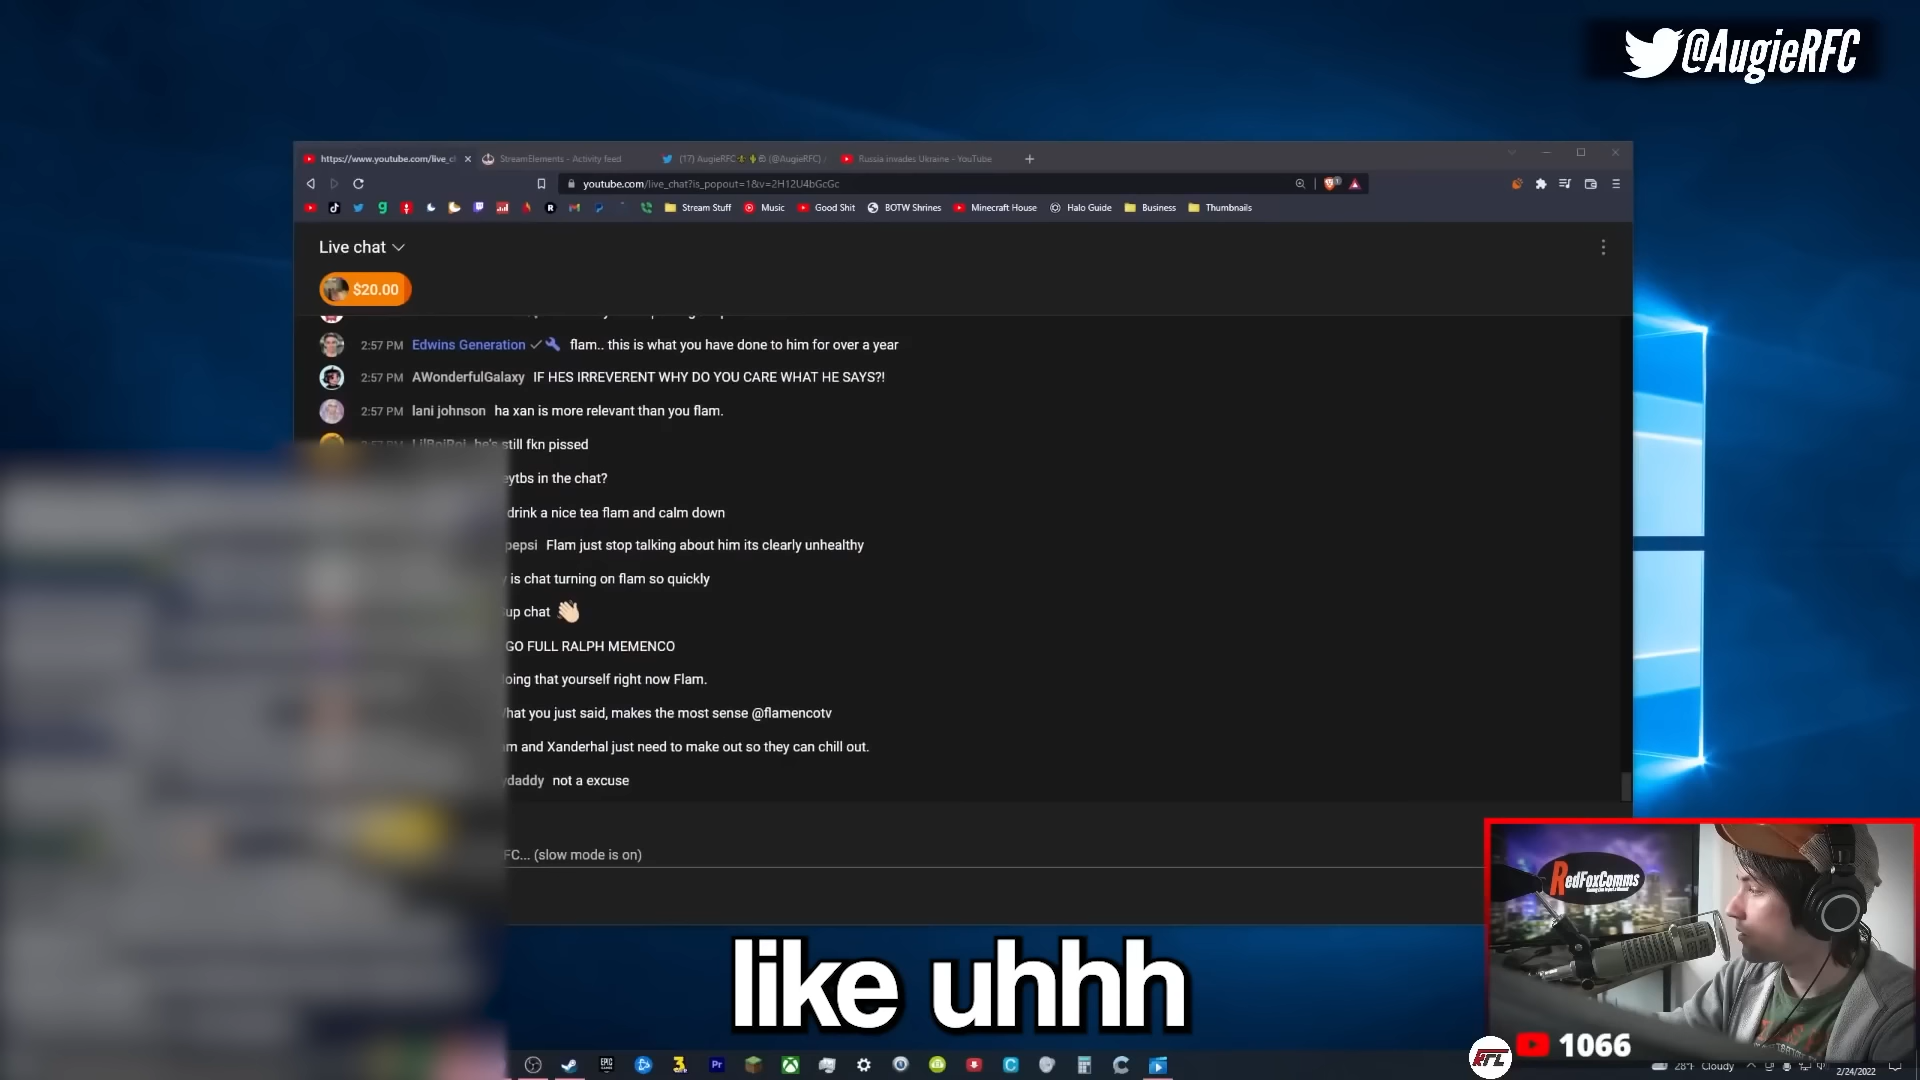 @AugieRFC
https://www.youtube.com/live_c
StreamElements - Activity feed
(17) AugieRFC (@AugieRFC)
Russia invades Ukraine - YouTube
youtube.com/live_chat?is_popout=1&v=2H12U4bGcGc
Stream Stuff
Music
Good Shit
BOTW Shrines
Minecraft House
Halo Guide
Business
Thumbnails
Live chat
$20.00
2:57 PM Edwins Generation flam.. this is what you have done to him for over a year
2:57 PM AWonderfulGalaxy IF HES IRREVERENT WHY DO YOU CARE WHAT HE SAYS?!
2:57 PM lani johnson ha xan is more relevant than you flam.
he's still fkn pissed
eytbs in the chat?
drink a nice tea flam and calm down
pepsi Flam just stop talking about him its clearly unhealthy
is chat turning on flam so quickly
up chat
GO FULL RALPH MEMENCO
oing that yourself right now Flam.
hat you just said, makes the most sense @flamencotv
m and Xanderhal just need to make out so they can chill out.
daddy not a excuse
FC... (slow mode is on)
RedFoxComms
like uhhh
1066
RFC
28°F Cloudy
2/24/2022